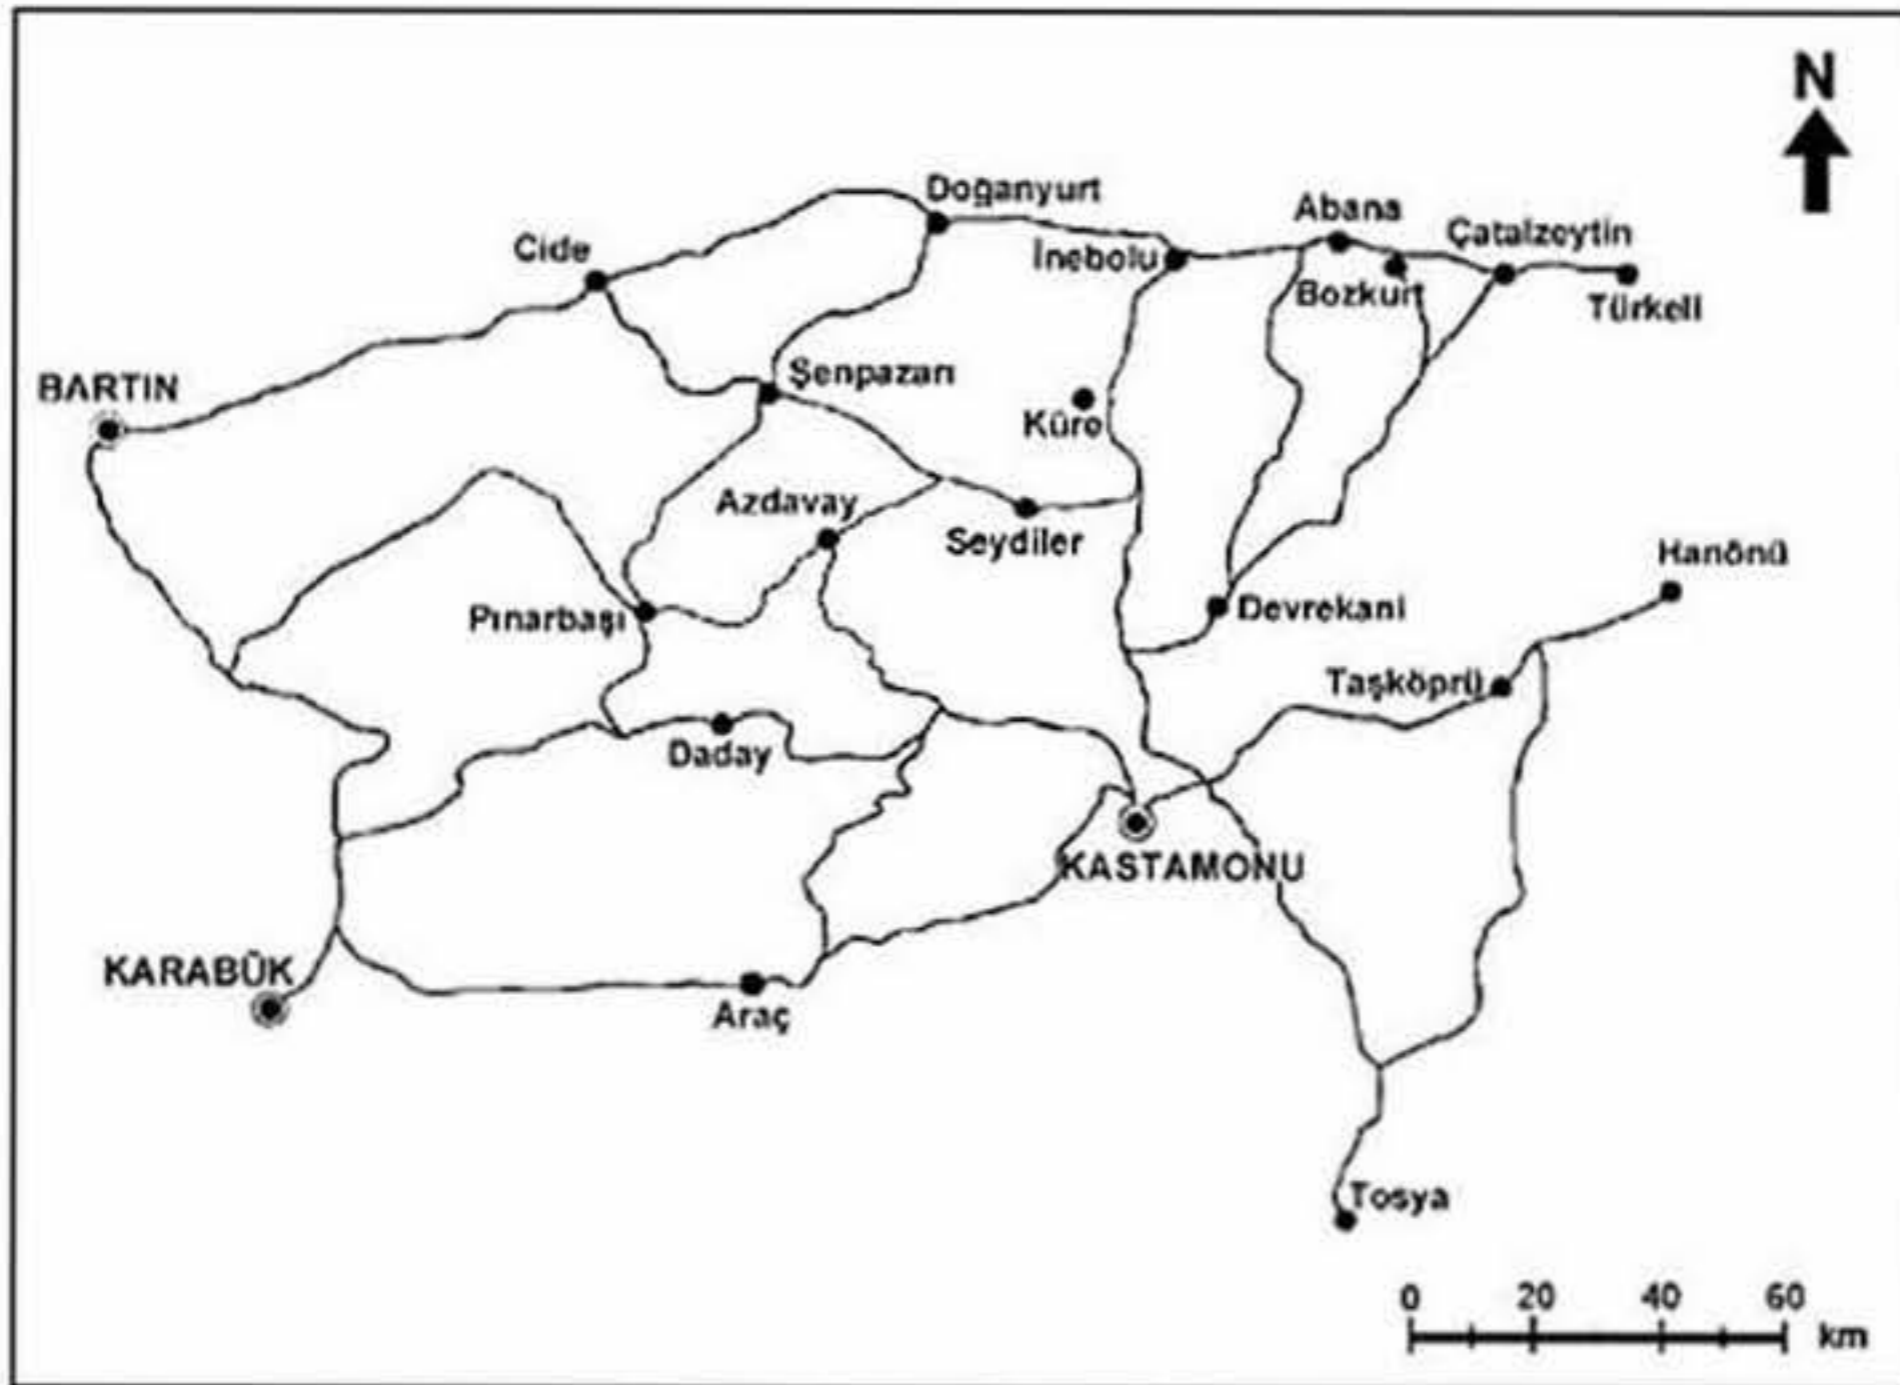 N
Doğanyurt
Abana
Çatalzeytin
Cide
İnebolu
Bozkurt
Türkeli
BARTIN
Şenpazarı
Küre
Azdavay
Seydiler
Hanönü
Pınarbaşı
Devrekani
Taşköprü
Daday
KASTAMONU
KARABÜK
Araç
Tosya
0 20 40 60
km